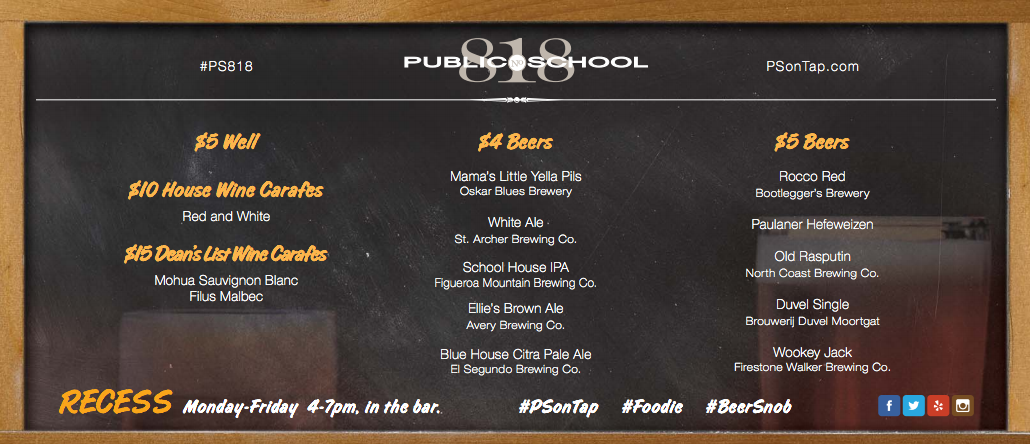 #PS818
PUBLIC NO SCHOOL
818
PSonTap.com
$5 Well
$10 House Wine Carafes
Red and White
$15 Dean's List Wine Carafes
Mohua Sauvignon Blanc
Filus Malbec
$4 Beers
Mama's Little Yella Pils
Oskar Blues Brewery
White Ale
St. Archer Brewing Co.
School House IPA
Figueroa Mountain Brewing Co.
Ellie's Brown Ale
Avery Brewing Co.
Blue House Citra Pale Ale
El Segundo Brewing Co.
$5 Beers
Rocco Red
Bootlegger's Brewery
Paulaner Hefeweizen
Old Rasputin
North Coast Brewing Co.
Duvel Single
Brouwerij Duvel Moortgat
Wookey Jack
Firestone Walker Brewing Co.
RECESS Monday-Friday 4-7pm, in the bar.
#PSonTap #Foodie #BeerSnob